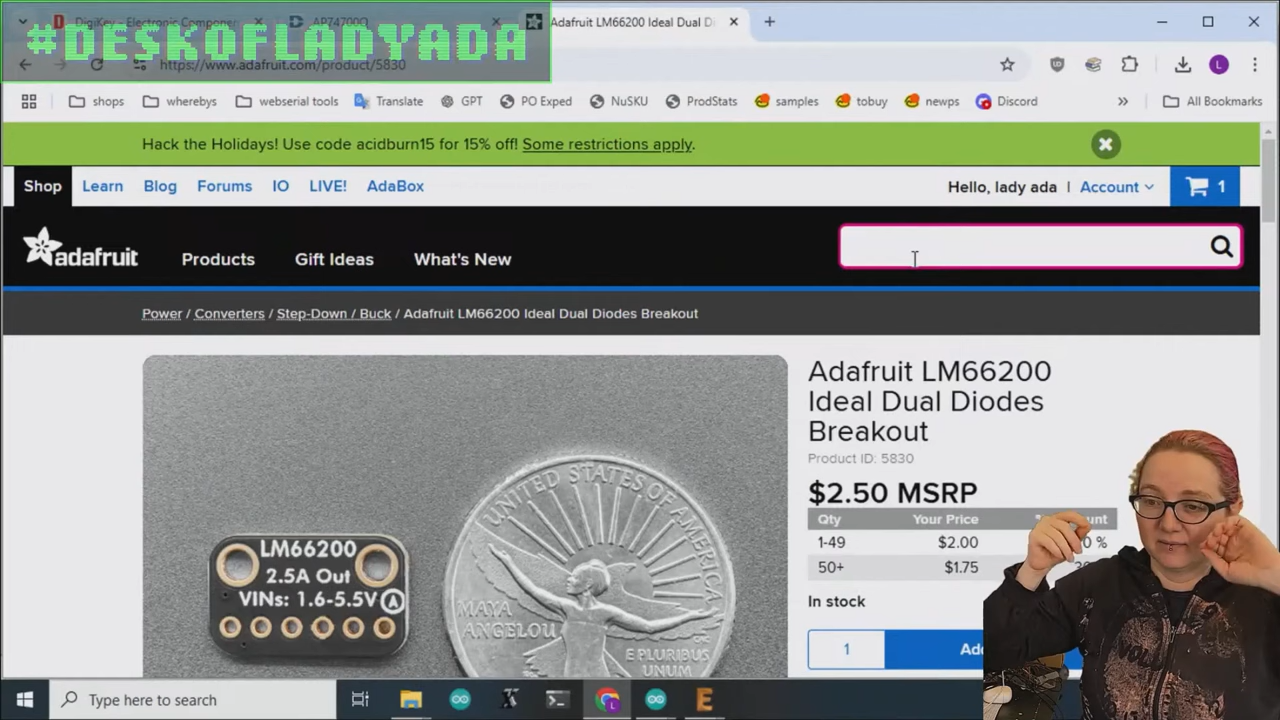 DigiKey - Electronic Compone
AP74700Q
Adafruit LM66200 Ideal Dual Di
#DESKOFLADYADA
https://www.adafruit.com/product/5830
shops
wherebys
webserial tools
Translate
GPT
PO Exped
NuSKU
ProdStats
samples
tobuy
newps
Discord
»
All Bookmarks
Hack the Holidays! Use code acidburn15 for 15% off! Some restrictions apply.
Shop
Learn
Blog
Forums
IO
LIVE!
AdaBox
Hello, lady ada | Account
1
adafruit
Products
Gift Ideas
What's New
Power / Converters / Step-Down / Buck / Adafruit LM66200 Ideal Dual Diodes Breakout
Adafruit LM66200
Ideal Dual Diodes
Breakout
Product ID: 5830
$2.50 MSRP
Qty Your Price
1-49 $2.00
50+ $1.75
In stock
1
LM66200
2.5A Out
VINs: 1.6-5.5V A
UNITED STATES OF AMERICA
MAYA
ANGELOU
E PLURIBUS
UNUM
Type here to search